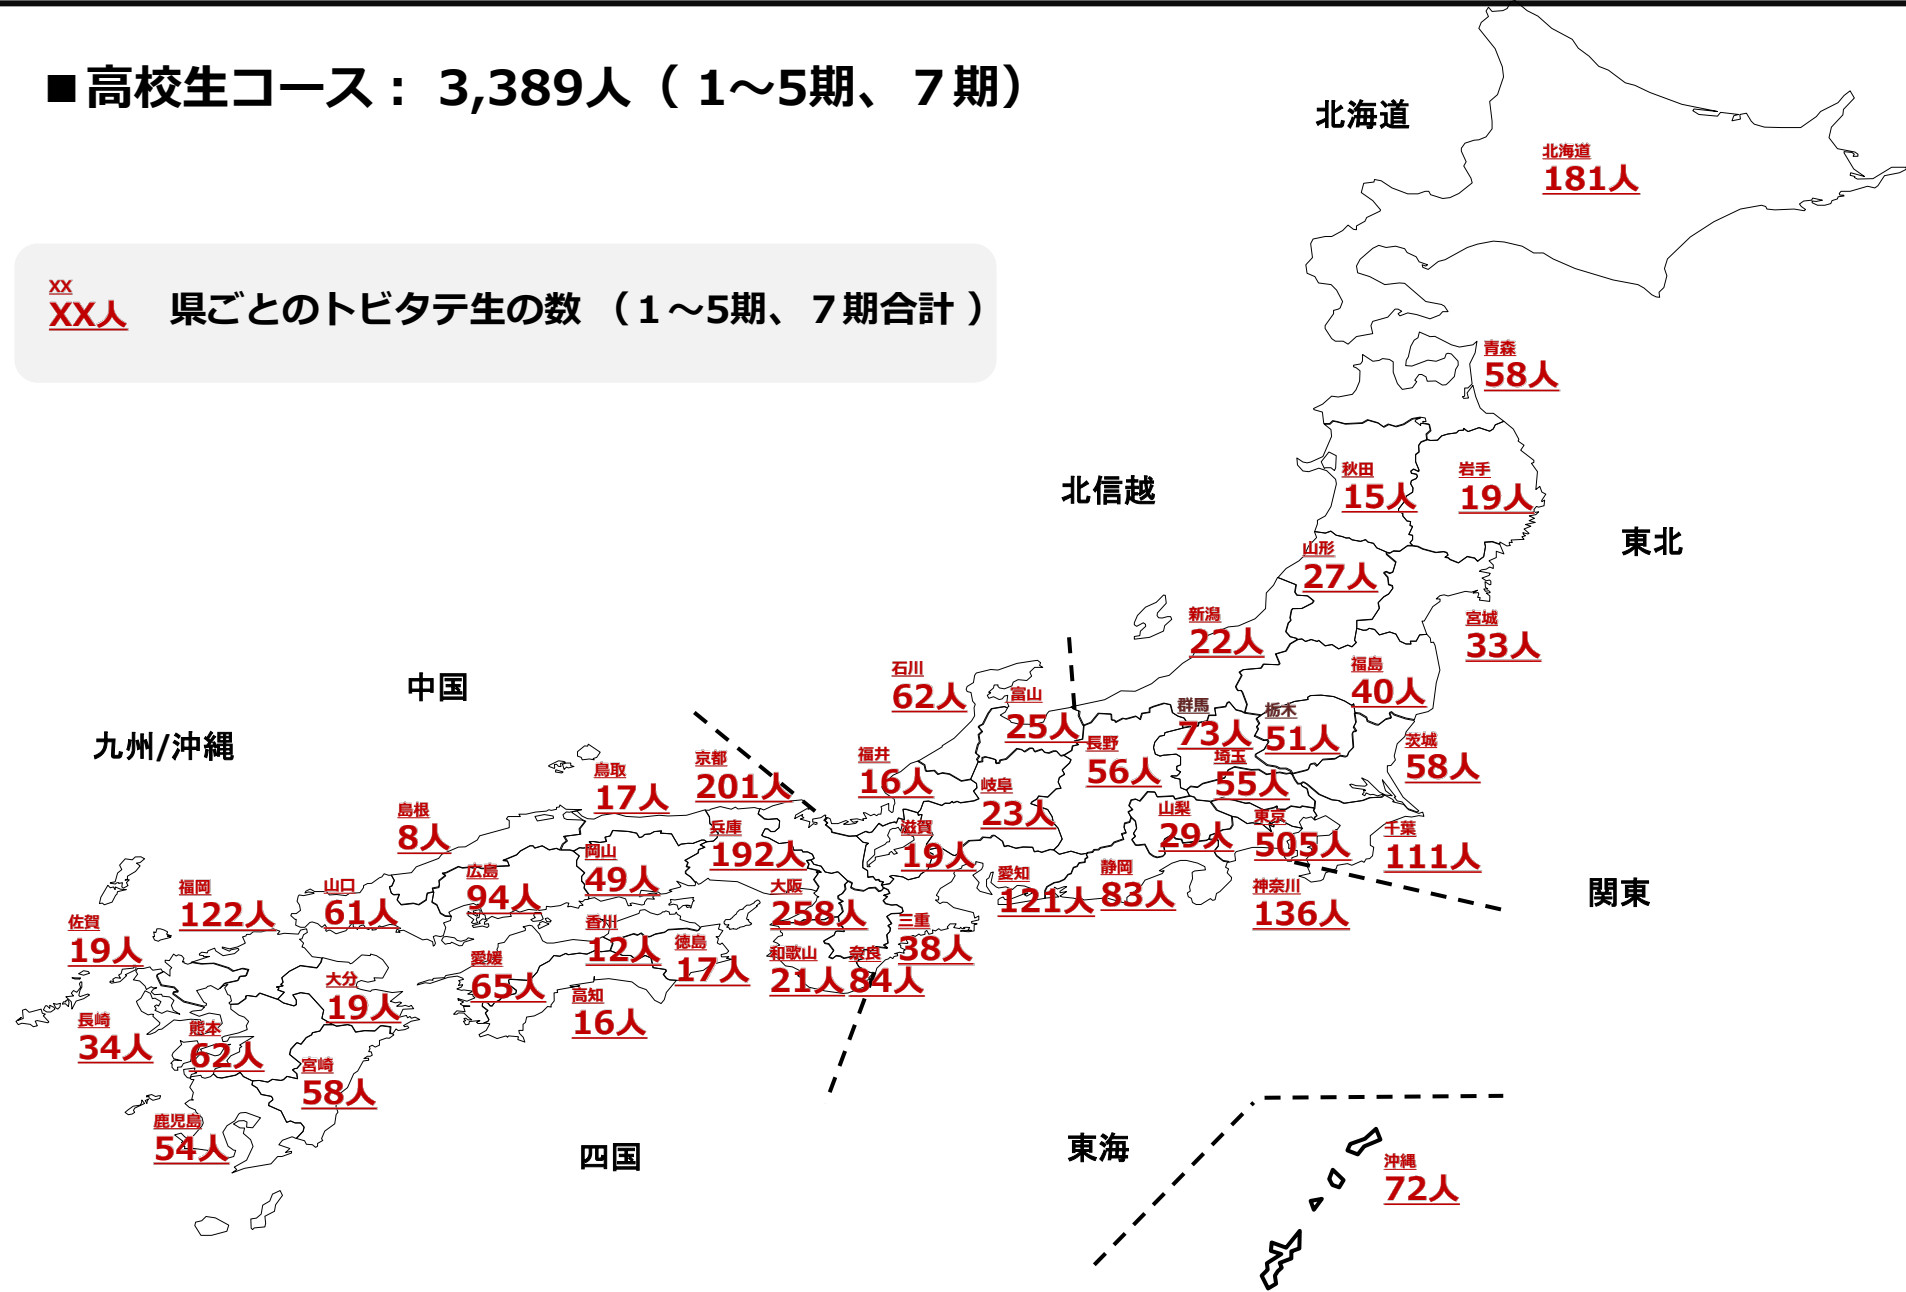 ■高校生コース： 3,389人（ 1～5期、７期）
北海道
北海道
181人
xx
XX人 県ごとのトビタテ生の数 （１～5期、７期合計 ）
青森
58人
北信越
秋田
15人
岩手
19人
東北
山形
27人
新潟
22人
宮城
33人
福島
40人
中国
石川
62人
富山
25人
群馬
73人
栃木
51人
茨城
58人
九州/沖縄
鳥取
17人
京都
201人
福井
16人
長野
56人
埼玉
55人
岐阜
23人
島根
8人
兵庫
192人
滋賀
19人
山梨
29人
東京
505人
千葉
111人
岡山
49人
広島
94人
愛知
121人
静岡
83人
神奈川
136人
関東
福岡
122人
山口
61人
大阪
258人
佐賀
19人
香川
12人
徳島
17人
三重
38人
愛媛
65人
和歌山
21人
奈良
84人
大分
19人
高知
16人
長崎
34人
熊本
62人
宮崎
58人
鹿児島
54人
四国
東海
沖縄
72人